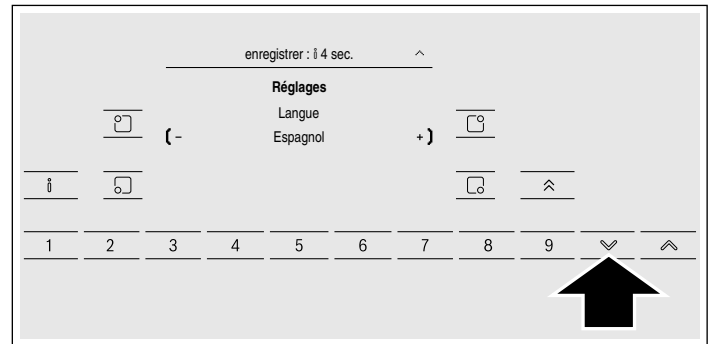 enregistrer : i 4 sec.
Réglages
Langue
- Espagnol +
i
1 2 3 4 5 6 7 8 9